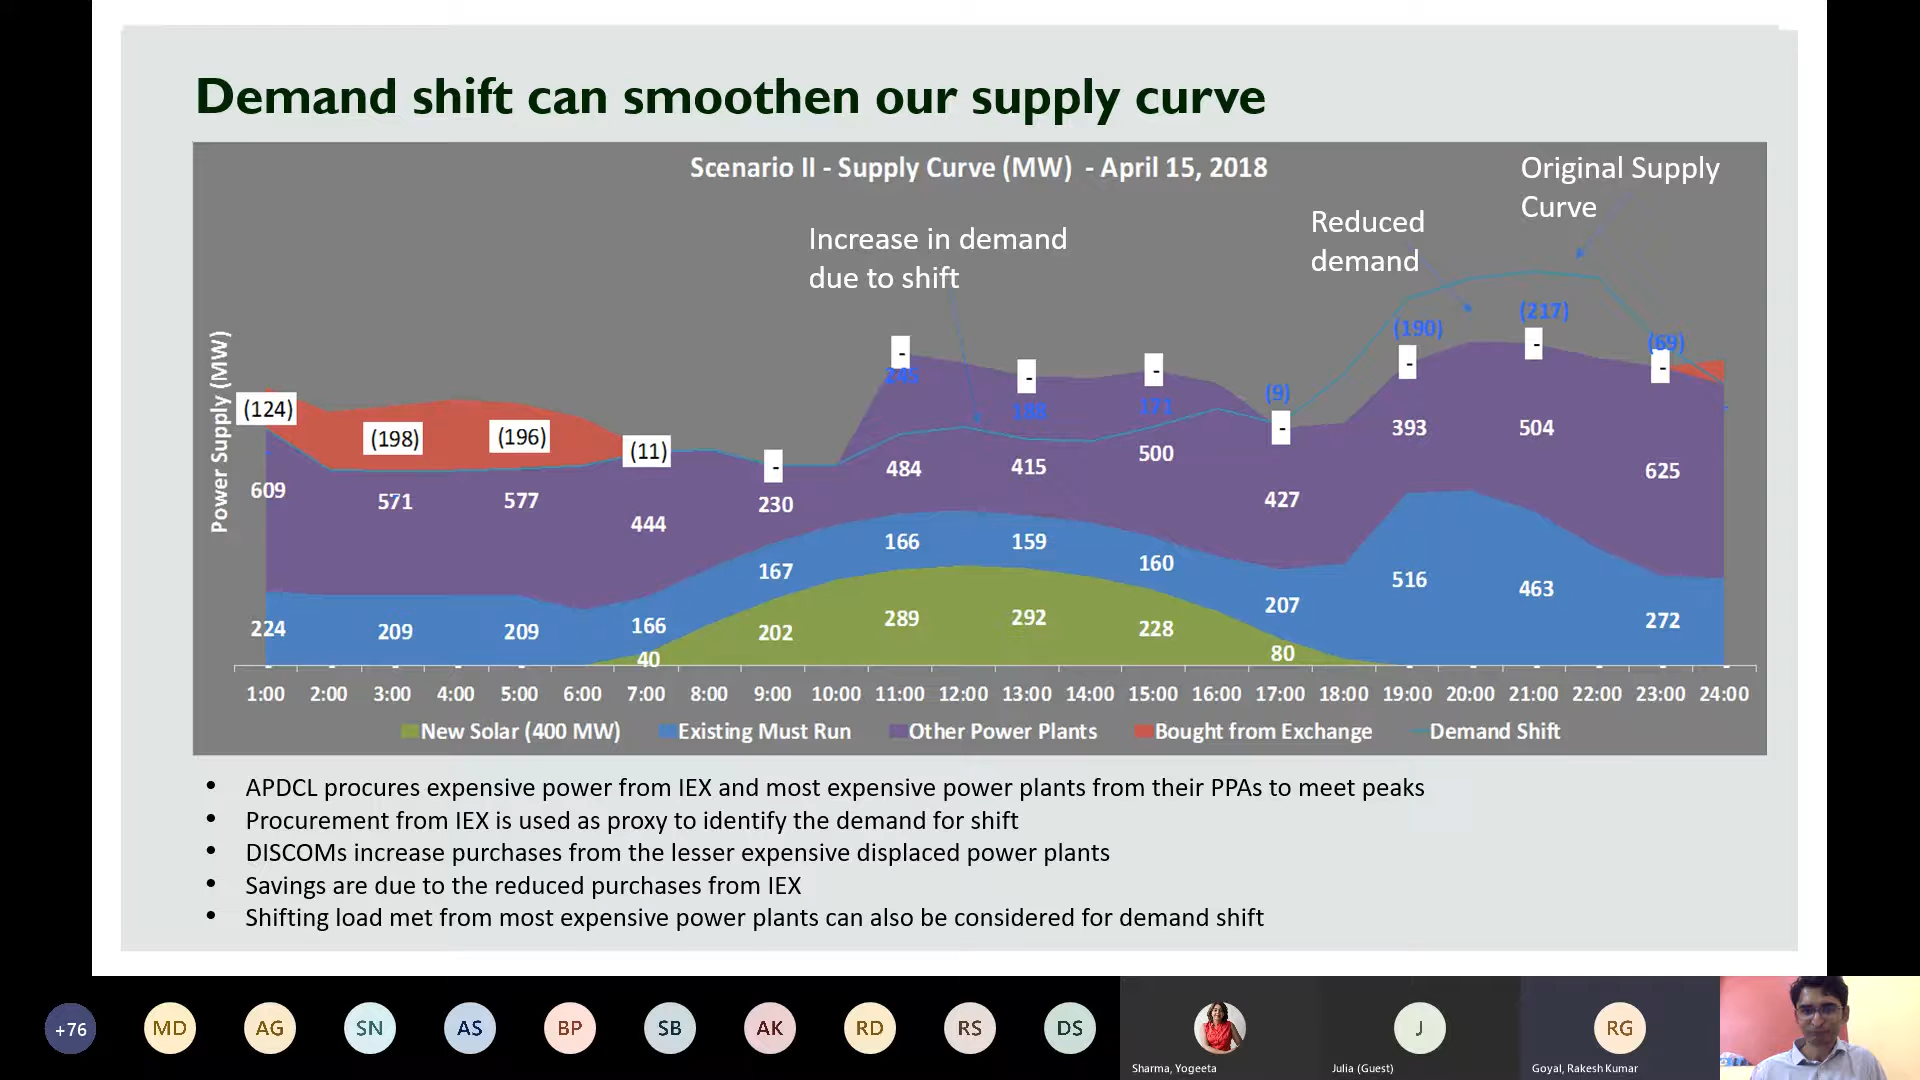 Demand shift can smoothen our supply curve
Scenario II - Supply Curve (MW) - April 15, 2018
Original Supply
Curve
Reduced
demand
Increase in demand
due to shift
Power Supply (MW)
(217)
(190)
(69)
- - - - - - -
245
(9)
188 171
(124)
(198) (196) (11) - -
393 504
484 415 500
609 571 577 444 230 427 625
166 159 160
167 516 463
224 209 209 166 207 272
40 202 289 292 228 80
1:00 2:00 3:00 4:00 5:00 6:00 7:00 8:00 9:00 10:00 11:00 12:00 13:00 14:00 15:00 16:00 17:00 18:00 19:00 20:00 21:00 22:00 23:00 24:00
New Solar (400 MW) Existing Must Run Other Power Plants Bought from Exchange Demand Shift
• APDCL procures expensive power from IEX and most expensive power plants from their PPAs to meet peaks
• Procurement from IEX is used as proxy to identify the demand for shift
• DISCOMs increase purchases from the lesser expensive displaced power plants
• Savings are due to the reduced purchases from IEX
• Shifting load met from most expensive power plants can also be considered for demand shift
+76 MD AG SN AS BP SB AK RD RS DS J RG
Sharma, Yogeeta Julia (Guest) Goyal, Rakesh Kumar